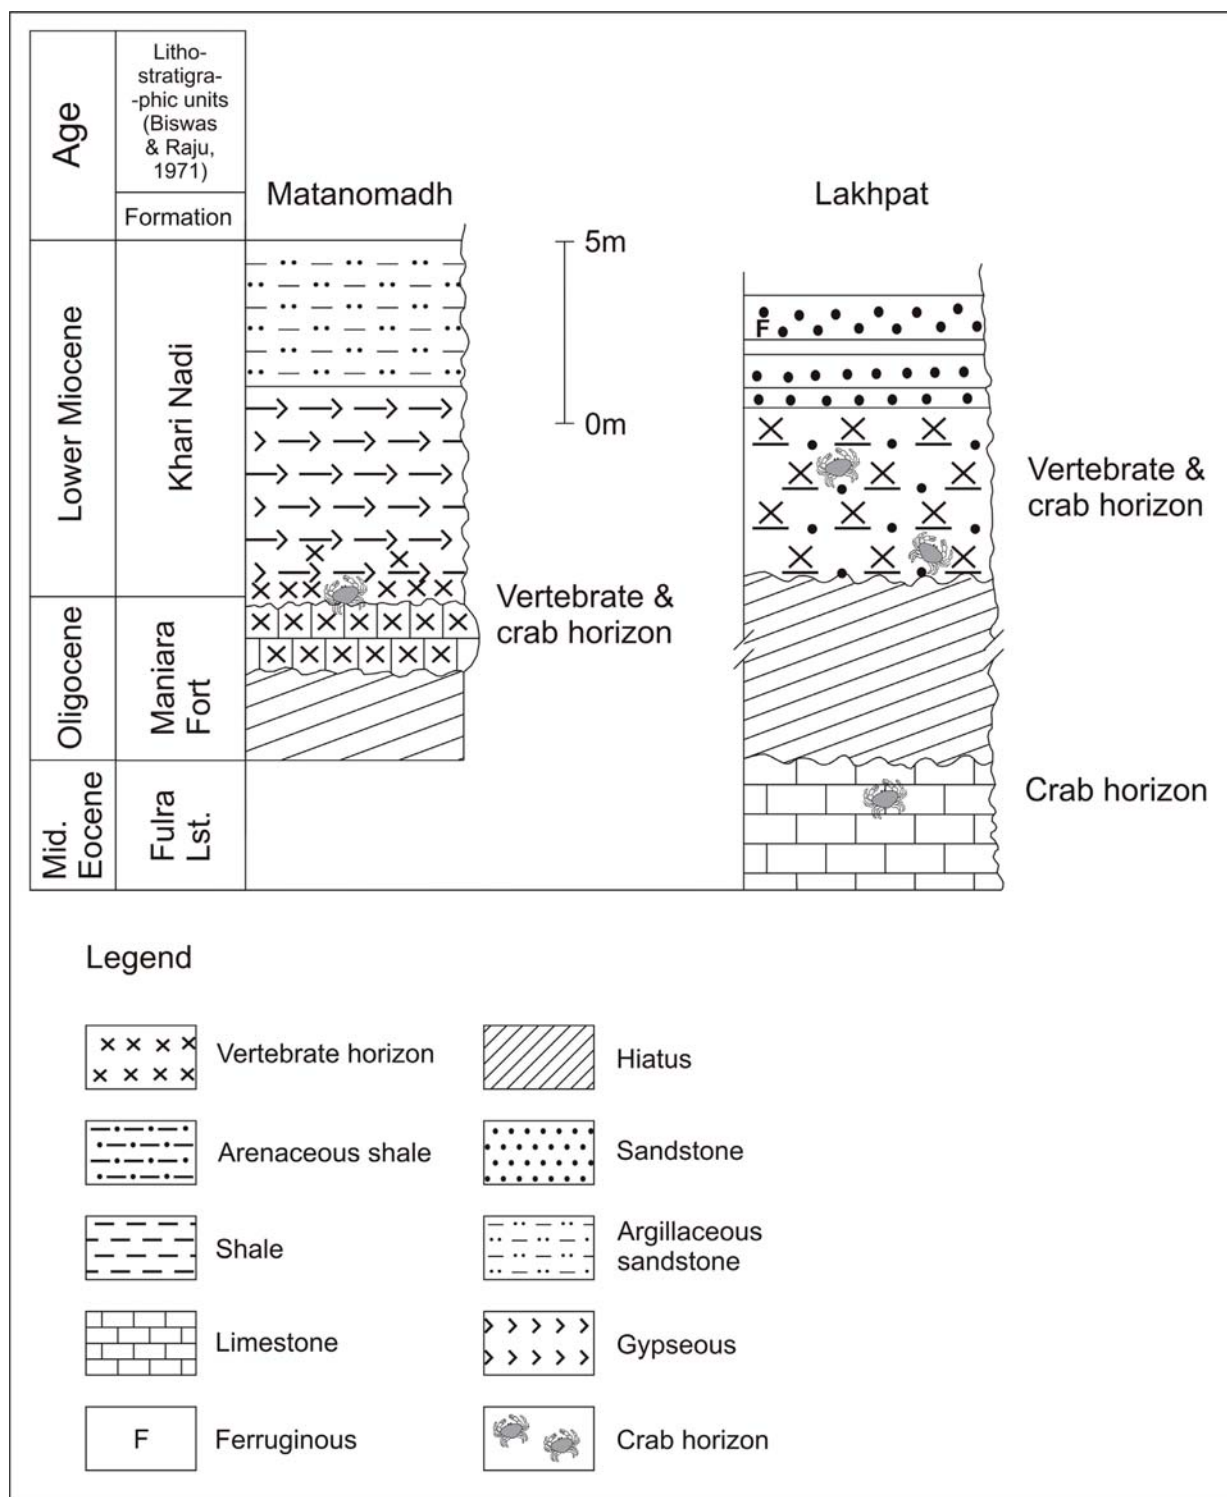 Age
Litho-
stratigra-
-phic units
(Biswas
& Raju,
1971)
Formation
Matanomadh
Lakhpat
5m
0m
Lower Miocene
Khari Nadi
F
Vertebrate &
crab horizon
Vertebrate &
crab horizon
Oligocene
Maniara
Fort
Mid.
Eocene
Fulra
Lst.
Crab horizon
Legend
Vertebrate horizon
Hiatus
Arenaceous shale
Sandstone
Shale
Argillaceous
sandstone
Limestone
Gypseous
F
Ferruginous
Crab horizon